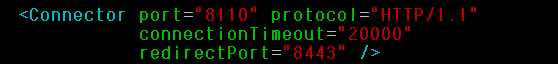 <Connector port="8110" protocol="HTTP/1.1"
connectionTimeout="20000"
redirectPort="8443" />